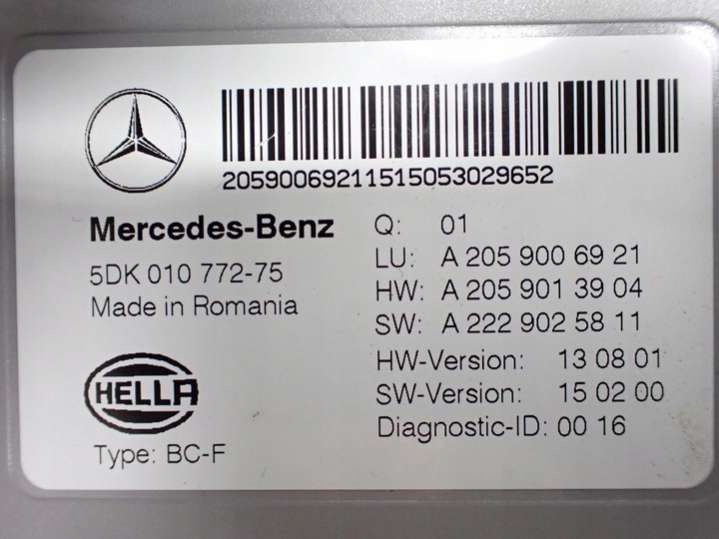 20590069211515053029652
Mercedes-Benz
5DK 010 772-75
Made in Romania
HELLA
Type: BC-F
Q: 01
LU: A 205 900 69 21
HW: A 205 901 39 04
SW: A 222 902 58 11
HW-Version: 13 08 01
SW-Version: 15 02 00
Diagnostic-ID: 00 16